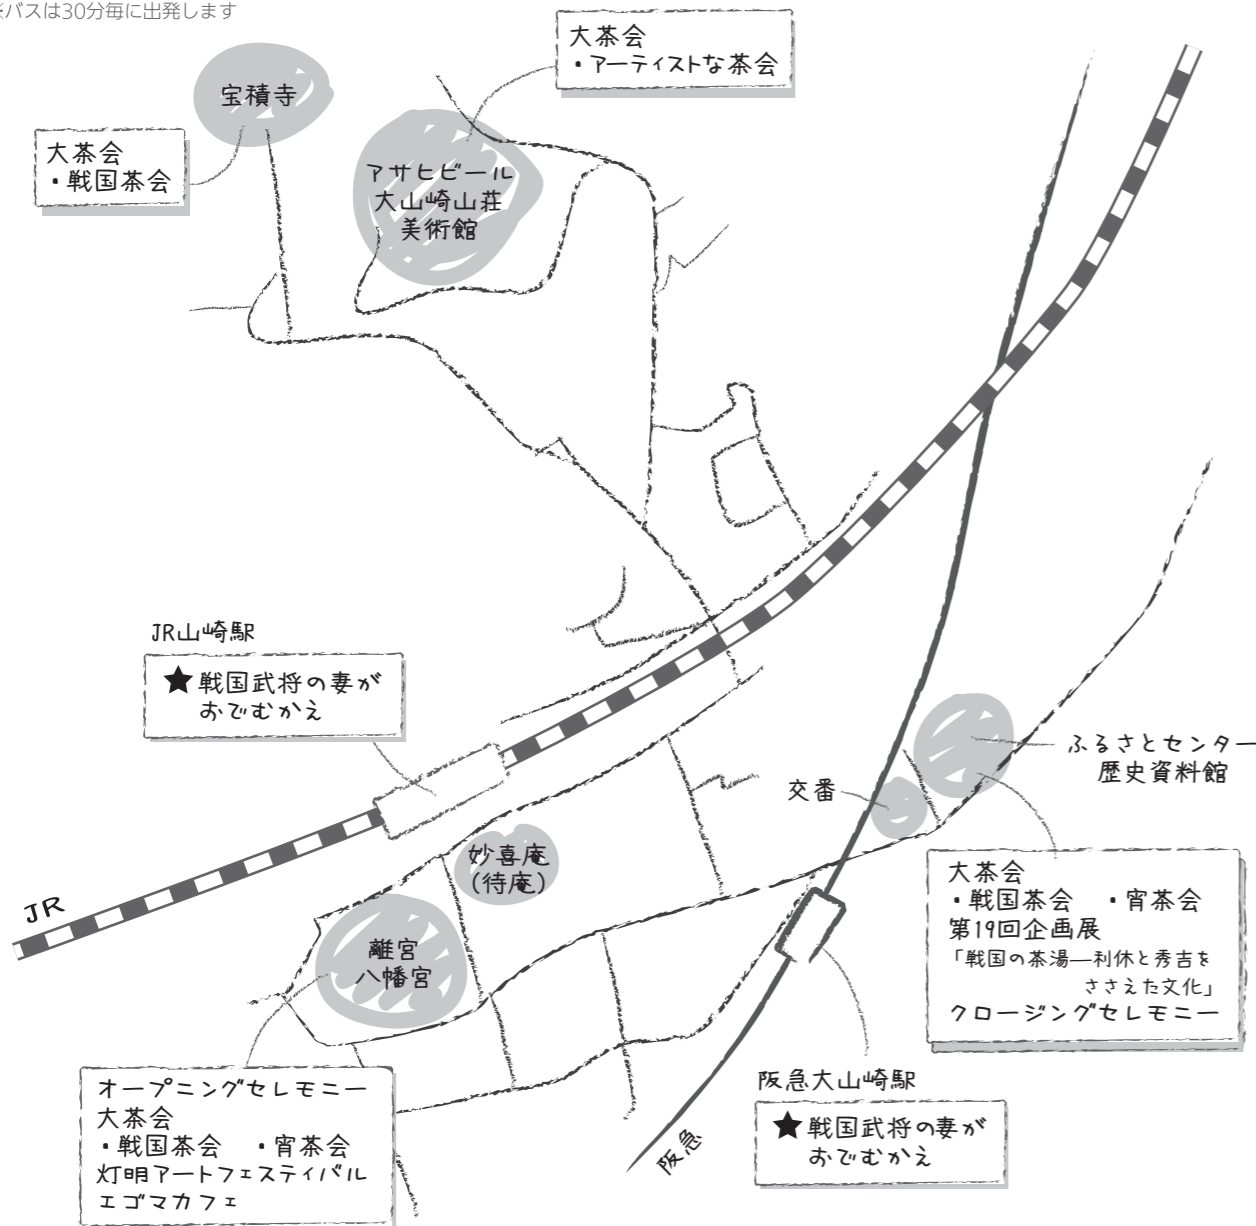 ※バスは30分毎に出発します
大茶会
・アーティストな茶会
宝積寺
大茶会
・戦国茶会
アサヒビール
大山崎山荘
美術館
JR山崎駅
★戦国武将の妻が
おでむかえ
ふるさとセンター
歴史資料館
交番
妙喜庵
(待庵)
JR
離宮
八幡宮
大茶会
・戦国茶会 ・宵茶会
第19回企画展
「戦国の茶湯―利休と秀吉を
ささえた文化」
クロージングセレモニー
オープニングセレモニー
大茶会
・戦国茶会 ・宵茶会
灯明アートフェスティバル
エゴマカフェ
阪急大山崎駅
★戦国武将の妻が
おでむかえ
阪急